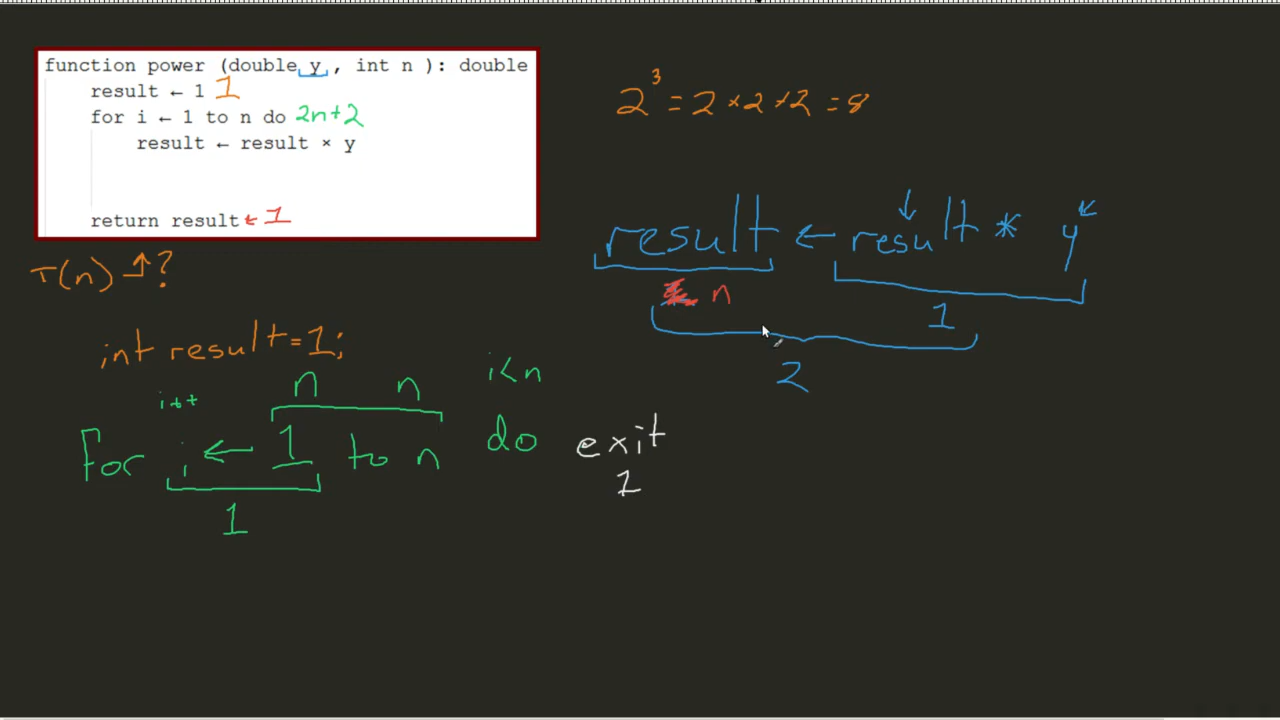 function power (double y , int n ): double
result ← 1 1
for i ← 1 to n do 2n+2
result ← result × y
return result ← 1
T(n) → ?
2³ = 2 × 2 × 2 = 8
result ← result * y
n 1
2
int result = 1;
n n i<n
i++
for i ← 1 to n do exit
1 1